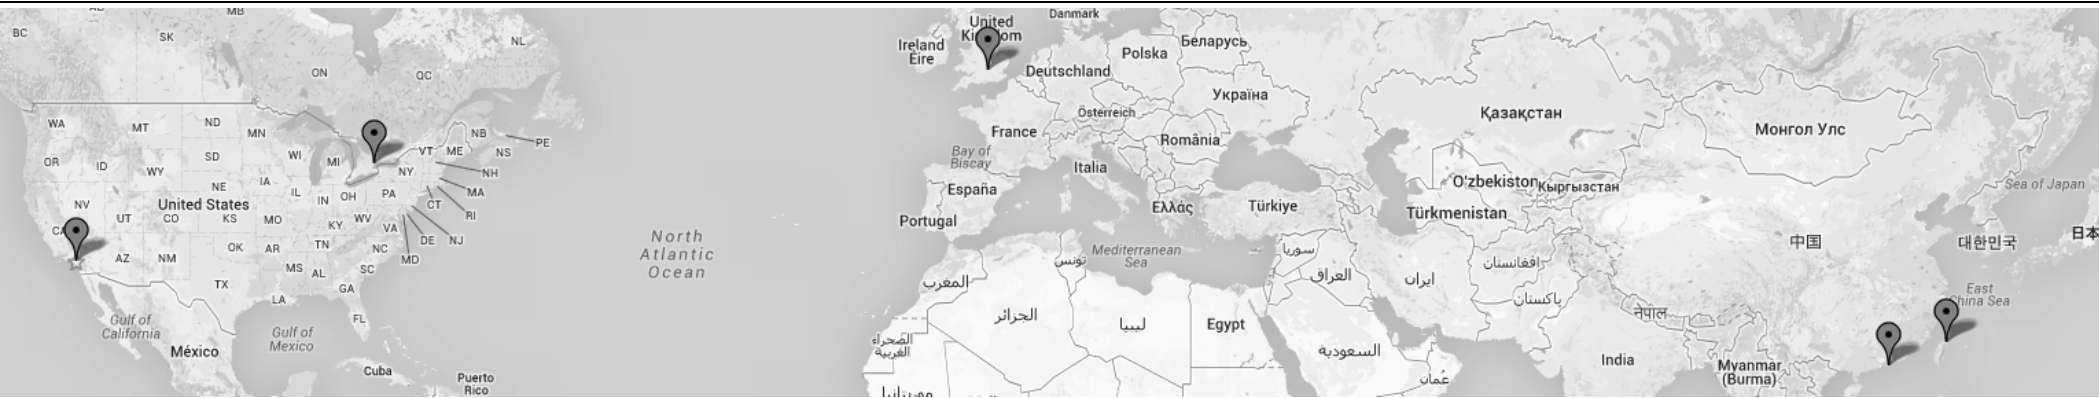 BC
SK
MB
ON
QC
NL
WA
MT
ND
MN
OR
ID
SD
WI
MI
WY
NE
IA
NV
UT
United States
CO
KS
MO
IL
IN
OH
PA
NY
VT
ME
NB
NS
PE
NH
MA
RI
CT
NJ
DE
MD
WV
VA
KY
CA
AZ
NM
OK
AR
TN
NC
SC
TX
LA
MS
AL
GA
FL
Gulf of
California
Gulf of
Mexico
México
Cuba
Puerto
Rico
North
Atlantic
Ocean
United
Ireland
Éire
Danmark
Polska
Беларусь
Deutschland
Україна
Österreich
France
România
Bay of
Biscay
Italia
España
Portugal
Ελλάς
Türkiye
Mediterranean
Sea
Қазақстан
Монгол Улс
O'zbekiston
Кыргызстан
Türkmenistan
中国
대한민국
Sea of Japan
East
China Sea
المغرب
تونس
الجزائر
ليبيا
Egypt
الصحراء
الغربية
سوريا
العراق
ایران
افغانستان
پاکستان
السعودية
عُمان
नेपाल
India
Myanmar
(Burma)